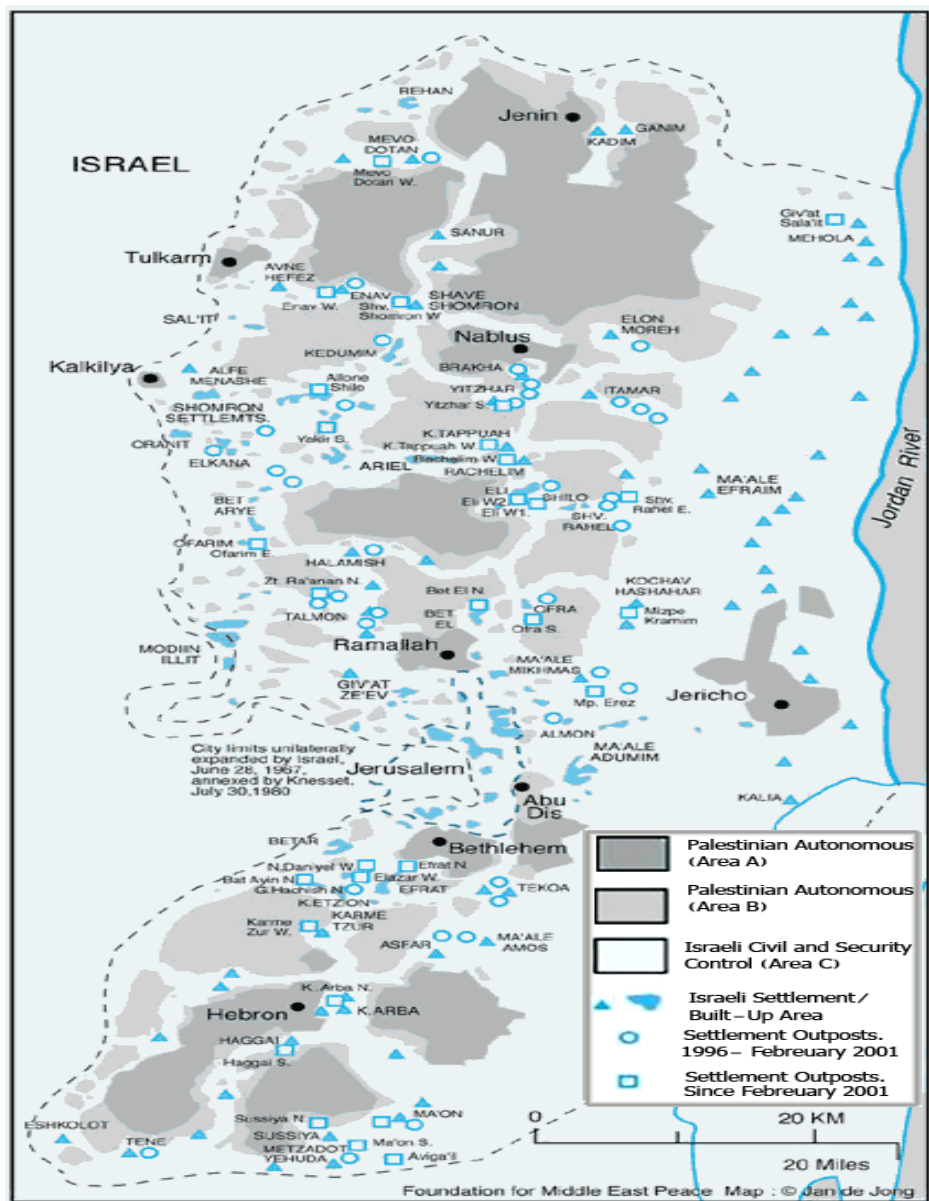 REHAN
Jenin
GANIM
KADIM
MEVO
DOTAN
Mevo
Dotan W.
ISRAEL
Giv'at
Sala'it
MEHOLA
SANUR
Tulkarm
AVNE
HEFEZ
ENAV
Enav W.
Shv.
Shomron W
SHAVE
SHOMRON
SAL'IT
ELON
MOREH
Nablus
KEDUMIM
BRAKHA
Kalkilya
ALFE
MENASHE
Allone
Shilo
YITZHAR
Yitzhar S.
ITAMAR
SHOMRON
SETTLEMTS.
ORANIT
Yakir S.
K.TAPPUAH
K.Tappuah W.
Rachelim W
RACHELIM
ELKANA
ARIEL
Jordan River
MA'ALE
EFRAIM
BET
ARYE
ELI
Eli W2
Eli W1.
SHILO
SHV.
RAHEL
Shv.
Rahel E.
OFARIM
Ofarim E.
HALAMISH
Zt. Ra'anan N.
Bet El N.
KOCHAV
HASHAHAR
TALMON
BET
EL
OFRA
Ofra S.
Mizpe
Kramim
Ramallah
MODIIN
ILLIT
GIV'AT
ZE'EV
MA'ALE
MIKHMAS
Mp. Erez
Jericho
ALMON
City limits unilaterally
expanded by Israel,
June 28, 1967,
annexed by Knesset,
July 30,1980
Jerusalem
MA'ALE
ADUMIM
Abu
Dis
KALIA
BETAR
Bethlehem
N.Daniyel W.
Efrat N.
Bat Ayin N.
Elazar W.
G.Hachish N.
EFRAT
TEKOA
K.ETZION
Karme
Zur W.
KARME
TZUR
ASFAR
MA'ALE
AMOS
K. Arba N.
Hebron
K.ARBA
HAGGAI
Haggai S.
Sussiya N.
MA'ON
ESHKOLOT
TENE
SUSSIYA
Ma'on S.
METZADOT
YEHUDA
Aviga'il
Palestinian Autonomous
(Area A)
Palestinian Autonomous
(Area B)
Israeli Civil and Security
Control (Area C)
Israeli Settlement/
Built-Up Area
Settlement Outposts.
1996– Febreuary 2001
Settlement Outposts.
Since Febreuary 2001
0
20 KM
20 Miles
Foundation for Middle East Peace Map : © Jan de Jong